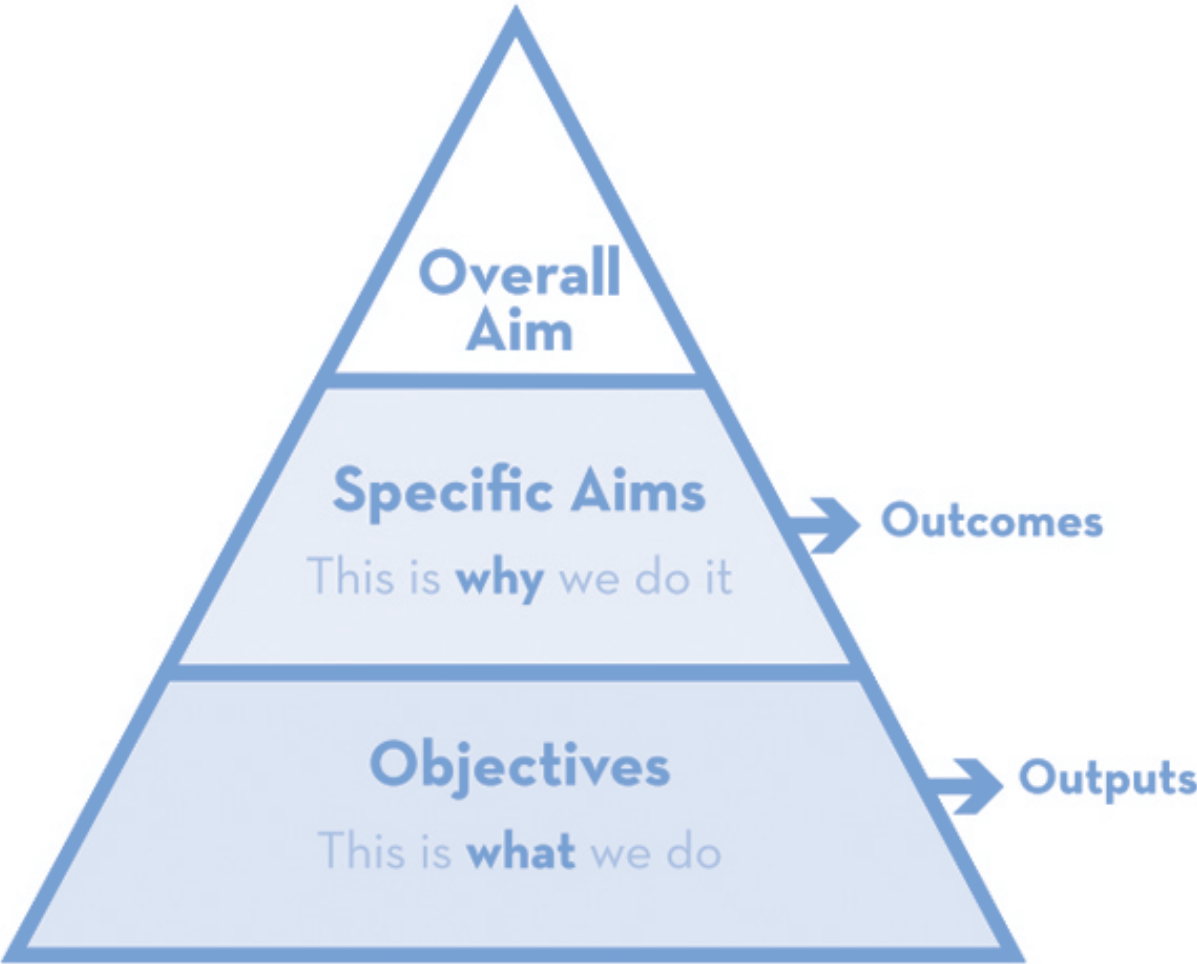 Overall
Aim
Specific Aims
This is why we do it
Outcomes
Objectives
This is what we do
Outputs